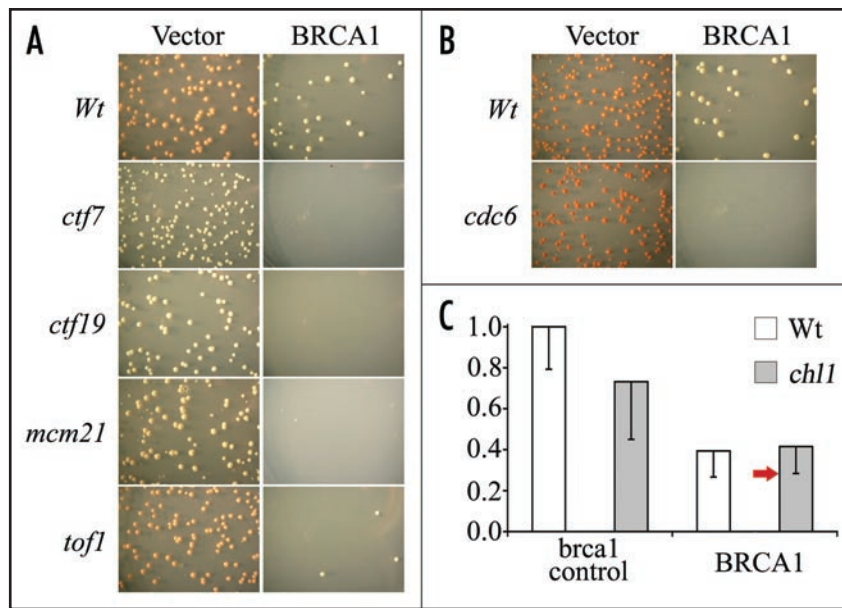 A
Vector BRCA1
Wt
ctf7
ctf19
mcm21
tof1
B
Vector BRCA1
Wt
cdc6
C
1.0
0.8
0.6
0.4
0.2
0.0
Wt
chl1
brca1
control
BRCA1